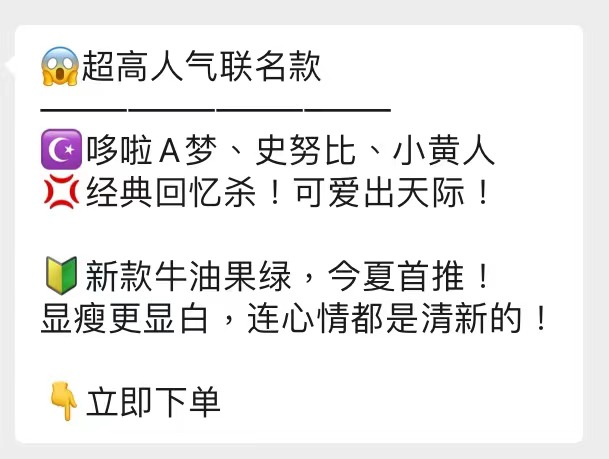 😱超高人气联名款
————————————
☪️哆啦A梦、史努比、小黄人
💢经典回忆杀！可爱出天际！
🔰新款牛油果绿，今夏首推！
显瘦更显白，连心情都是清新的！
👇立即下单